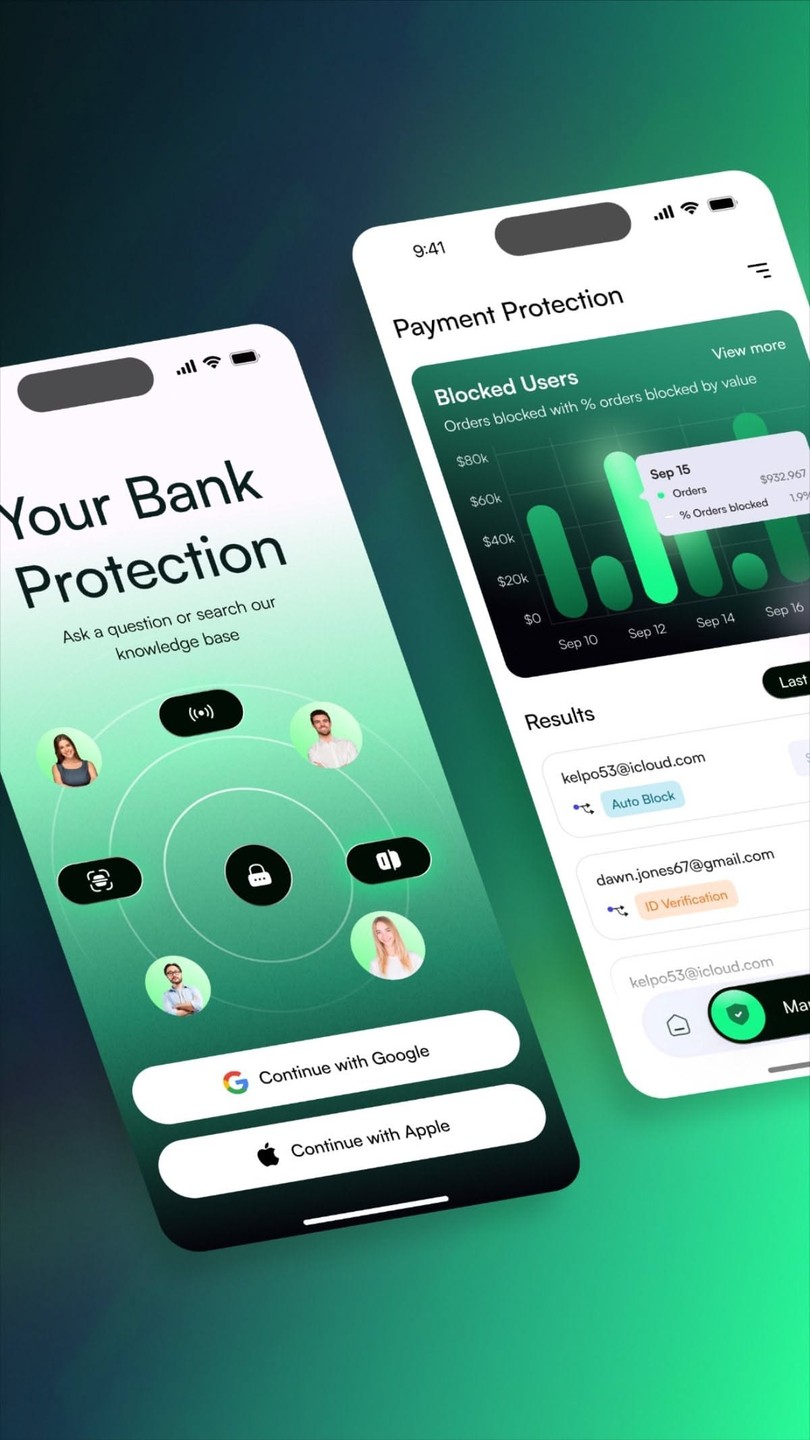 Your Bank
Protection
Ask a question or search our
knowledge base
Continue with Google
Continue with Apple
9:41
Payment Protection
Blocked Users
View more
Orders blocked with % orders blocked by value
$80k
$60k
$40k
$20k
$0
Sep 15
Orders $932.967
% Orders blocked 1.9%
Sep 10 Sep 12 Sep 14 Sep 16
Results
Last
kelpo53@icloud.com
Auto Block
dawn.jones67@gmail.com
ID Verification
kelpo53@icloud.com